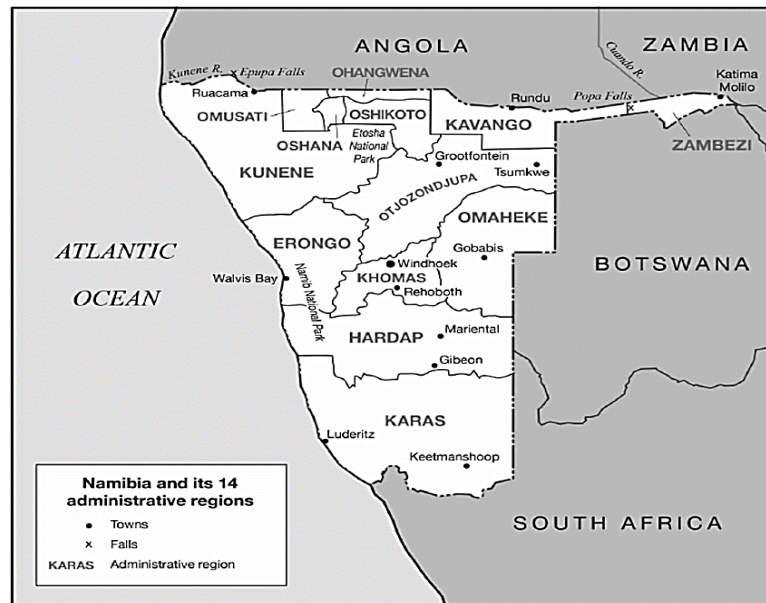 ANGOLA
ZAMBIA
Kunene R.
Epupa Falls
Cuando R.
OHANGWENA
Ruacama
Popa Falls
Katima
Molilo
OMUSATI
OSHIKOTO
Rundu
KAVANGO
OSHANA
Etosha
National
Park
ZAMBEZI
Grootfontein
Tsumkwe
KUNENE
OTJOZONDJUPA
OMAHEKE
ERONGO
Gobabis
ATLANTIC
OCEAN
Windhoek
BOTSWANA
Walvis Bay
Namib National Park
KHOMAS
Rehoboth
HARDAP
Mariental
Gibeon
KARAS
Luderitz
Keetmanshoop
SOUTH AFRICA
Namibia and its 14
administrative regions
Towns
Falls
KARAS Administrative region